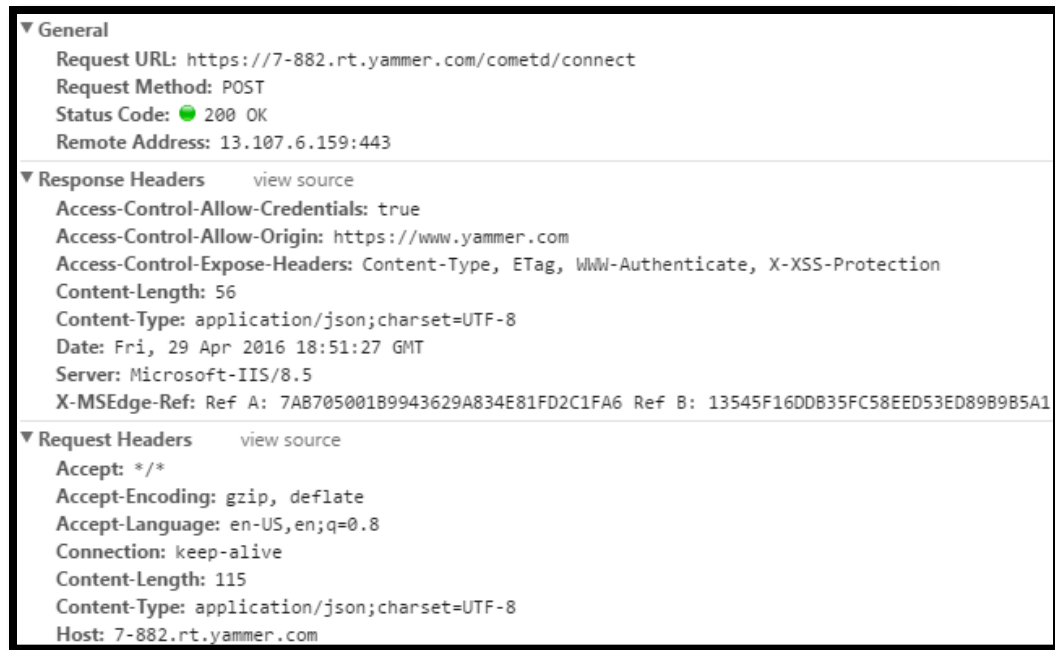 General
Request URL: https://7-882.rt.yammer.com/cometd/connect
Request Method: POST
Status Code: 200 OK
Remote Address: 13.107.6.159:443
Response Headers view source
Access-Control-Allow-Credentials: true
Access-Control-Allow-Origin: https://www.yammer.com
Access-Control-Expose-Headers: Content-Type, ETag, WWW-Authenticate, X-XSS-Protection
Content-Length: 56
Content-Type: application/json;charset=UTF-8
Date: Fri, 29 Apr 2016 18:51:27 GMT
Server: Microsoft-IIS/8.5
X-MSEdge-Ref: Ref A: 7AB705001B9943629A834E81FD2C1FA6 Ref B: 13545F16DDB35FC58EED53ED89B9B5A1
Request Headers view source
Accept: */*
Accept-Encoding: gzip, deflate
Accept-Language: en-US,en;q=0.8
Connection: keep-alive
Content-Length: 115
Content-Type: application/json;charset=UTF-8
Host: 7-882.rt.yammer.com